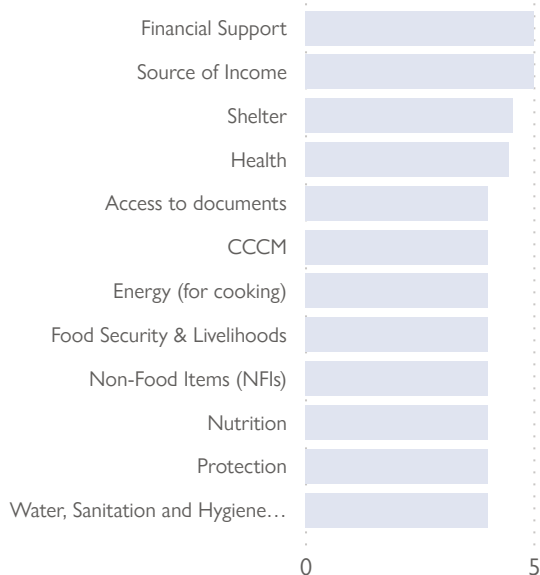 Financial Support
Source of Income
Shelter
Health
Access to documents
CCCM
Energy (for cooking)
Food Security & Livelihoods
Non-Food Items (NFIs)
Nutrition
Protection
Water, Sanitation and Hygiene…
0 5